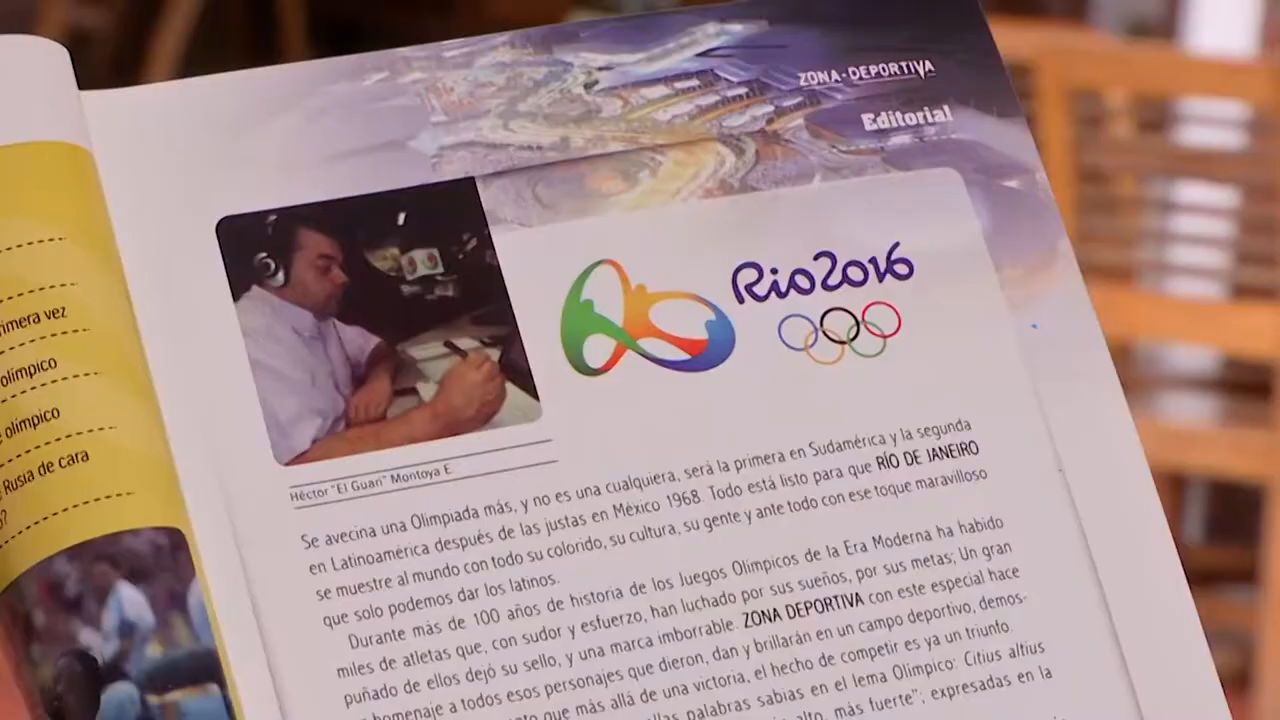 imera vez
olímpico
olímpico
Rusia de cara
ZONA-DEPORTIVA
Editorial
Rio2016
Héctor "El Guari" Montoya E.
Se avecina una Olimpiada más, y no es una cualquiera, será la primera en Sudamérica y la segunda
en Latinoamérica después de las justas en México 1968. Todo está listo para que RÍO DE JANEIRO
se muestre al mundo con todo su colorido, su cultura, su gente y ante todo con ese toque maravilloso
que solo podemos dar los latinos.
Durante más de 100 años de historia de los Juegos Olímpicos de la Era Moderna ha habido
miles de atletas que, con sudor y esfuerzo, han luchado por sus sueños, por sus metas; Un gran
puñado de ellos dejó su sello, y una marca imborrable. ZONA DEPORTIVA con este especial hace
homenaje a todos esos personajes que dieron, dan y brillarán en un campo deportivo, demos-
que más allá de una victoria, el hecho de competir es ya un triunfo.
palabras sabias en el lema Olímpico: Citius altius
alto, más fuerte"; expresadas en la